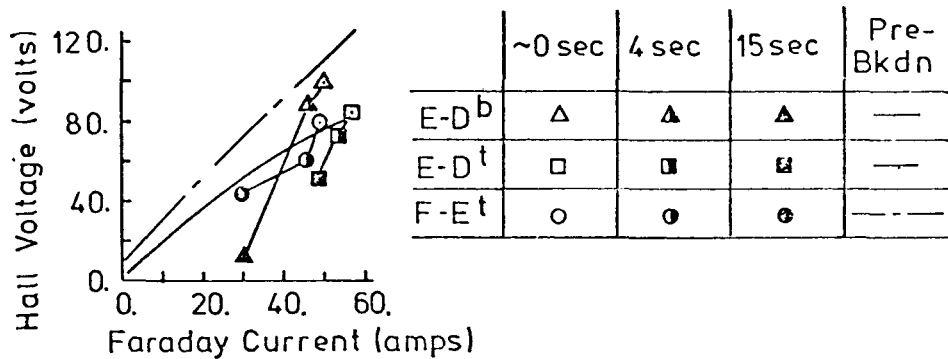 120.
80.
40.
0.
Hall Voltage (volts)
0. 20. 40. 60.
Faraday Current (amps)
~0 sec 4 sec 15 sec Pre-Bkdn
E-D b
E-D t
F-E t